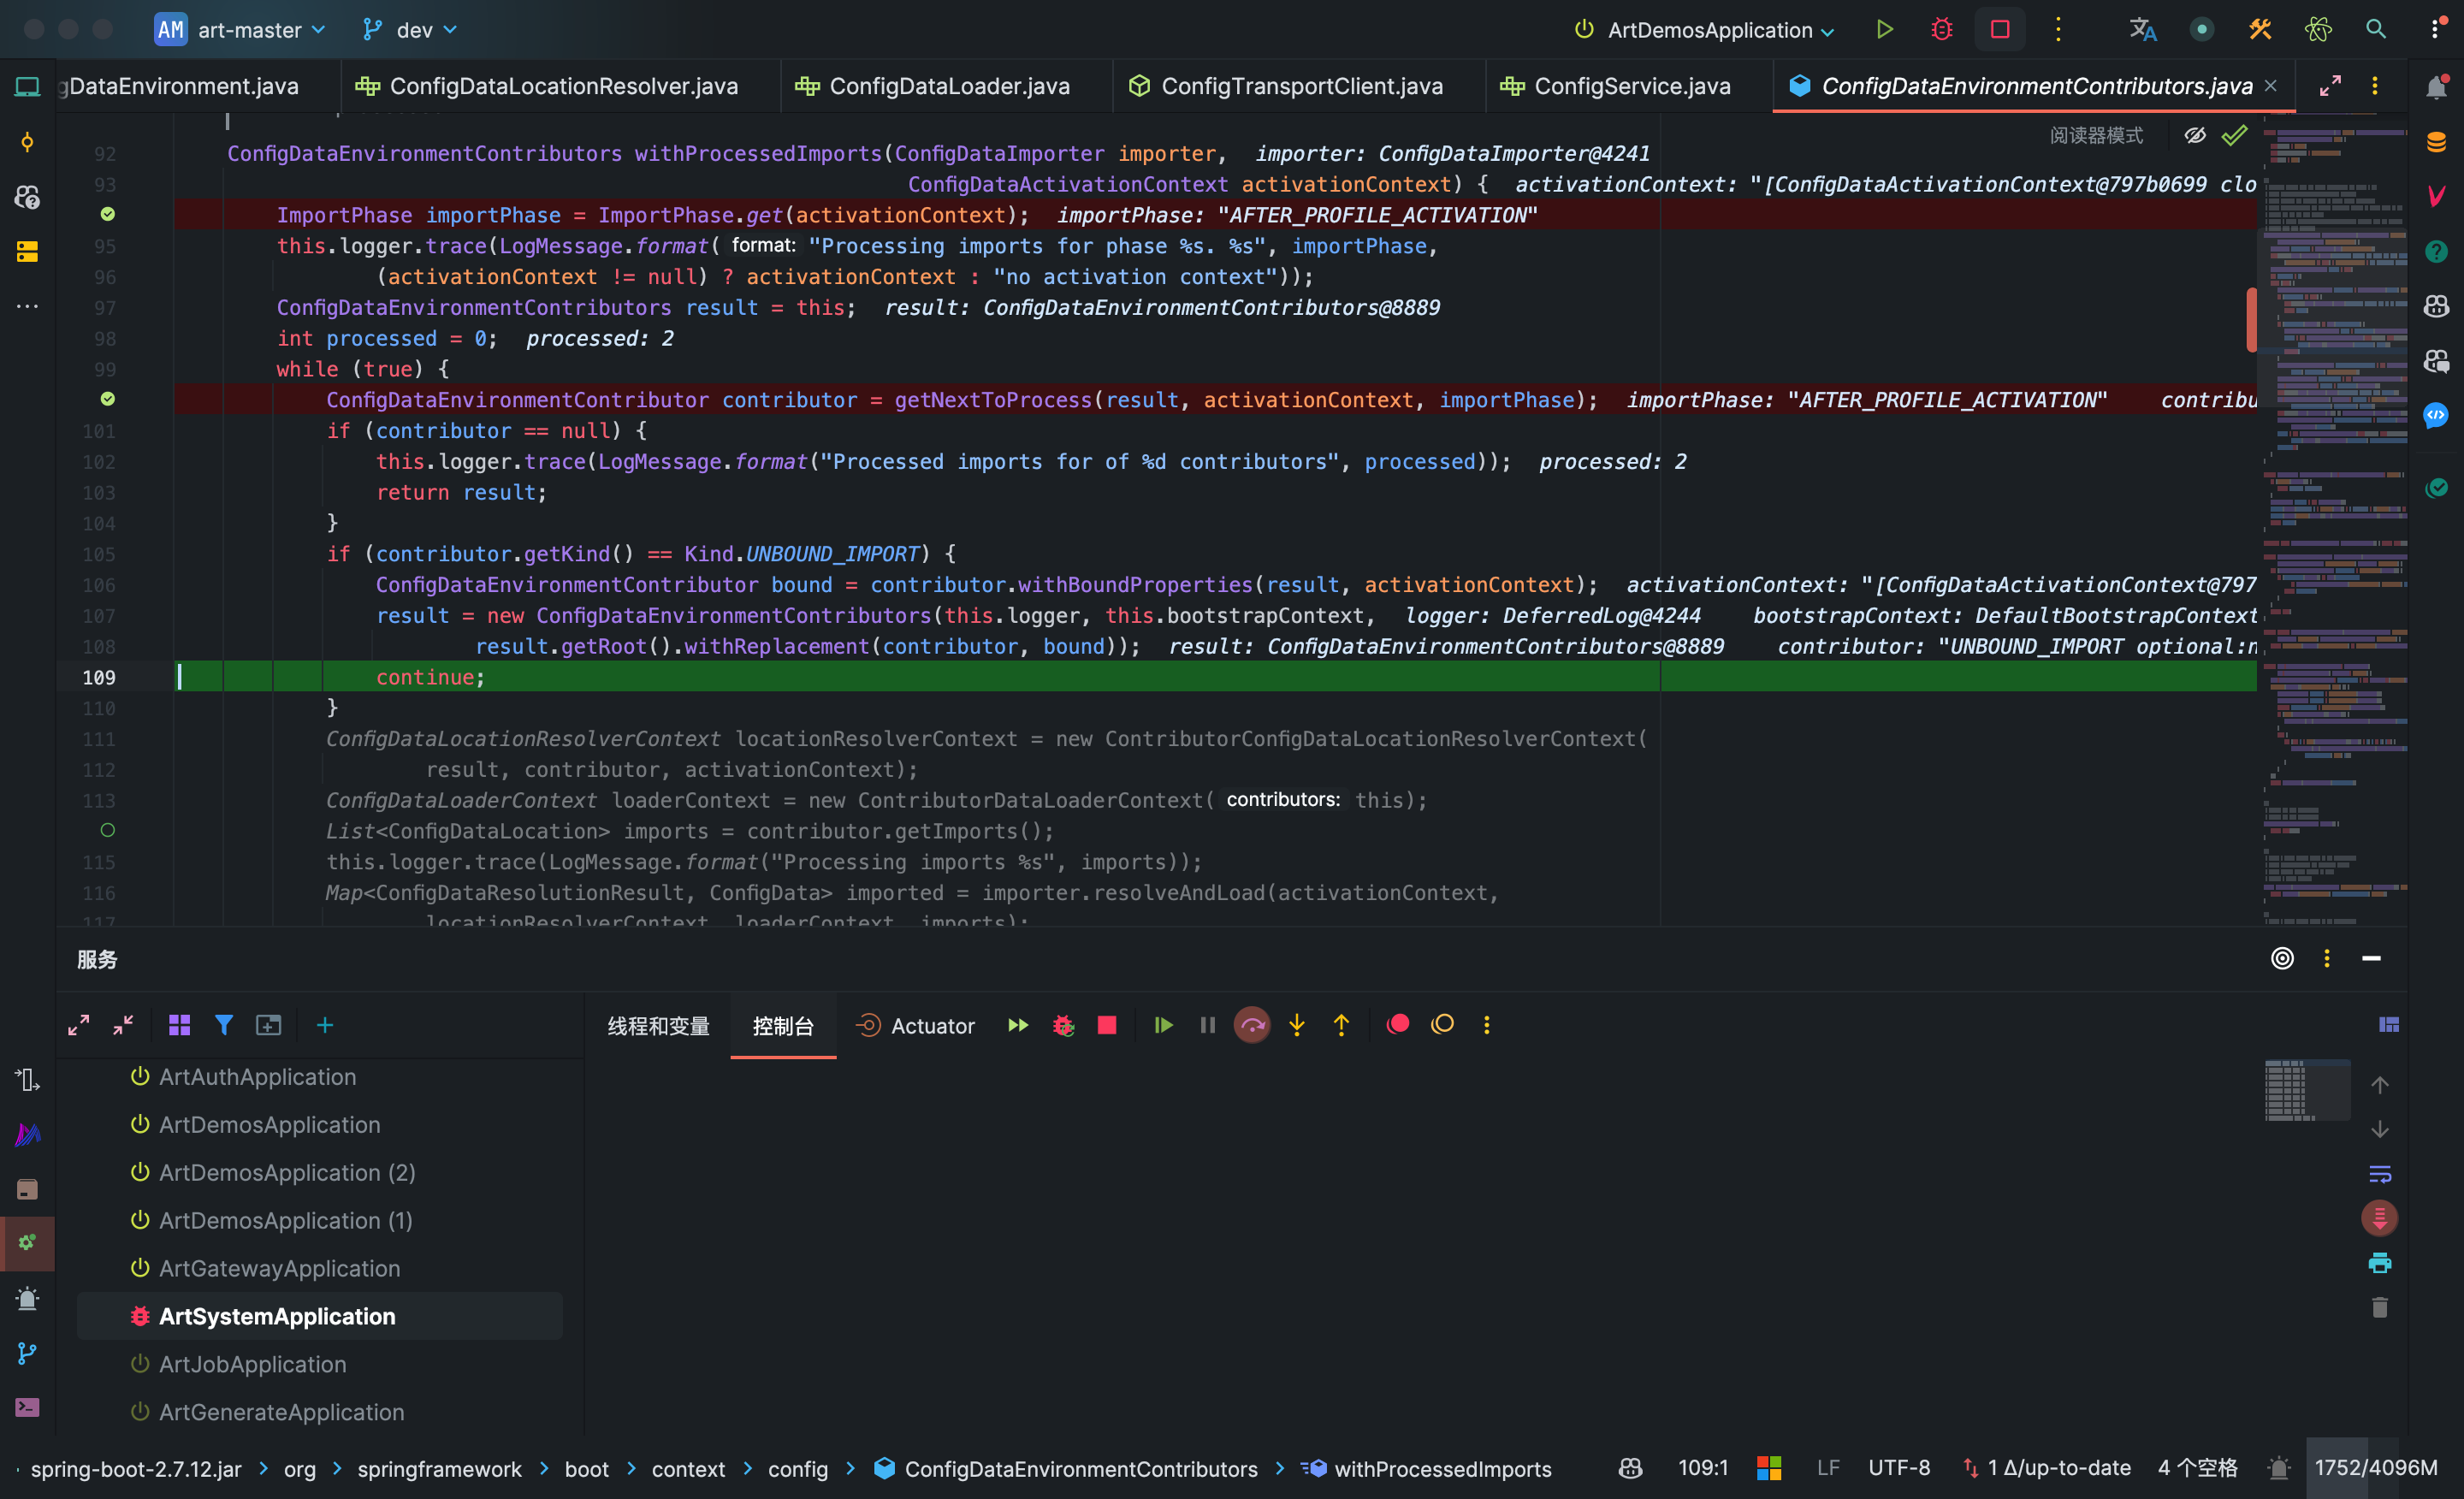 AM art-master dev ArtDemosApplication
gDataEnvironment.java ConfigDataLocationResolver.java ConfigDataLoader.java ConfigTransportClient.java ConfigService.java ConfigDataEnvironmentContributors.java
阅读器模式
92 ConfigDataEnvironmentContributors withProcessedImports(ConfigDataImporter importer, importer: ConfigDataImporter@4241
93 ConfigDataActivationContext activationContext) { activationContext: "[ConfigDataActivationContext@797b0699 clo
ImportPhase importPhase = ImportPhase.get(activationContext); importPhase: "AFTER_PROFILE_ACTIVATION"
95 this.logger.trace(LogMessage.format( format: "Processing imports for phase %s. %s", importPhase,
96 (activationContext != null) ? activationContext : "no activation context"));
97 ConfigDataEnvironmentContributors result = this; result: ConfigDataEnvironmentContributors@8889
98 int processed = 0; processed: 2
99 while (true) {
ConfigDataEnvironmentContributor contributor = getNextToProcess(result, activationContext, importPhase); importPhase: "AFTER_PROFILE_ACTIVATION" contribu
101 if (contributor == null) {
102 this.logger.trace(LogMessage.format("Processed imports for of %d contributors", processed)); processed: 2
103 return result;
104 }
105 if (contributor.getKind() == Kind.UNBOUND_IMPORT) {
106 ConfigDataEnvironmentContributor bound = contributor.withBoundProperties(result, activationContext); activationContext: "[ConfigDataActivationContext@797
107 result = new ConfigDataEnvironmentContributors(this.logger, this.bootstrapContext, logger: DeferredLog@4244 bootstrapContext: DefaultBootstrapContext
108 result.getRoot().withReplacement(contributor, bound)); result: ConfigDataEnvironmentContributors@8889 contributor: "UNBOUND_IMPORT optional:n
109 continue;
110 }
111 ConfigDataLocationResolverContext locationResolverContext = new ContributorConfigDataLocationResolverContext(
112 result, contributor, activationContext);
113 ConfigDataLoaderContext loaderContext = new ContributorDataLoaderContext( contributors: this);
List<ConfigDataLocation> imports = contributor.getImports();
115 this.logger.trace(LogMessage.format("Processing imports %s", imports));
116 Map<ConfigDataResolutionResult, ConfigData> imported = importer.resolveAndLoad(activationContext,
117 locationResolverContext, loaderContext, imports);
服务
线程和变量 控制台 Actuator
ArtAuthApplication
ArtDemosApplication
ArtDemosApplication (2)
ArtDemosApplication (1)
ArtGatewayApplication
ArtSystemApplication
ArtJobApplication
ArtGenerateApplication
spring-boot-2.7.12.jar > org > springframework > boot > context > config > ConfigDataEnvironmentContributors > withProcessedImports 109:1 LF UTF-8 1 Δ/up-to-date 4 个空格 1752/4096M